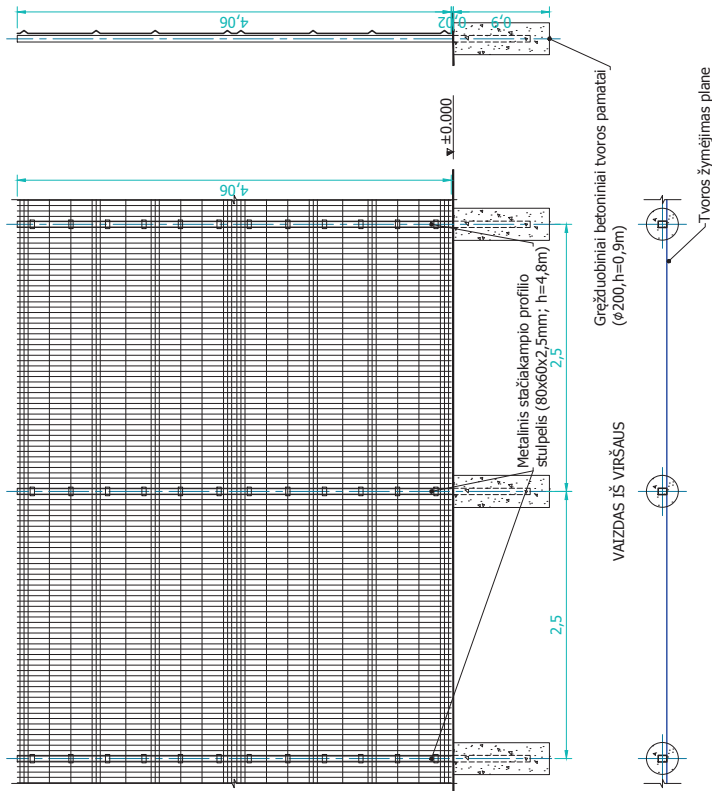 4,06
0,02
0,9
4,06
±0.000
Gręžduobiniai betoniniai tvoros pamatai
(ϕ200,h=0,9m)
Metalinis stačiakampio profilio
stulpelis (80x60x2,5mm; h=4,8m)
2,5
2,5
VAIZDAS IŠ VIRŠAUS
Tvoros žymėjimas plane